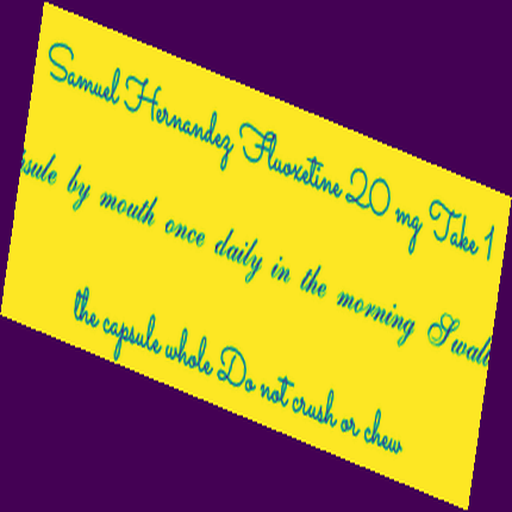 Samuel Hernandez Fluoxetine 20 mg Take 1
by mouth once daily in the morning
the capsule whole Do not crush or chew